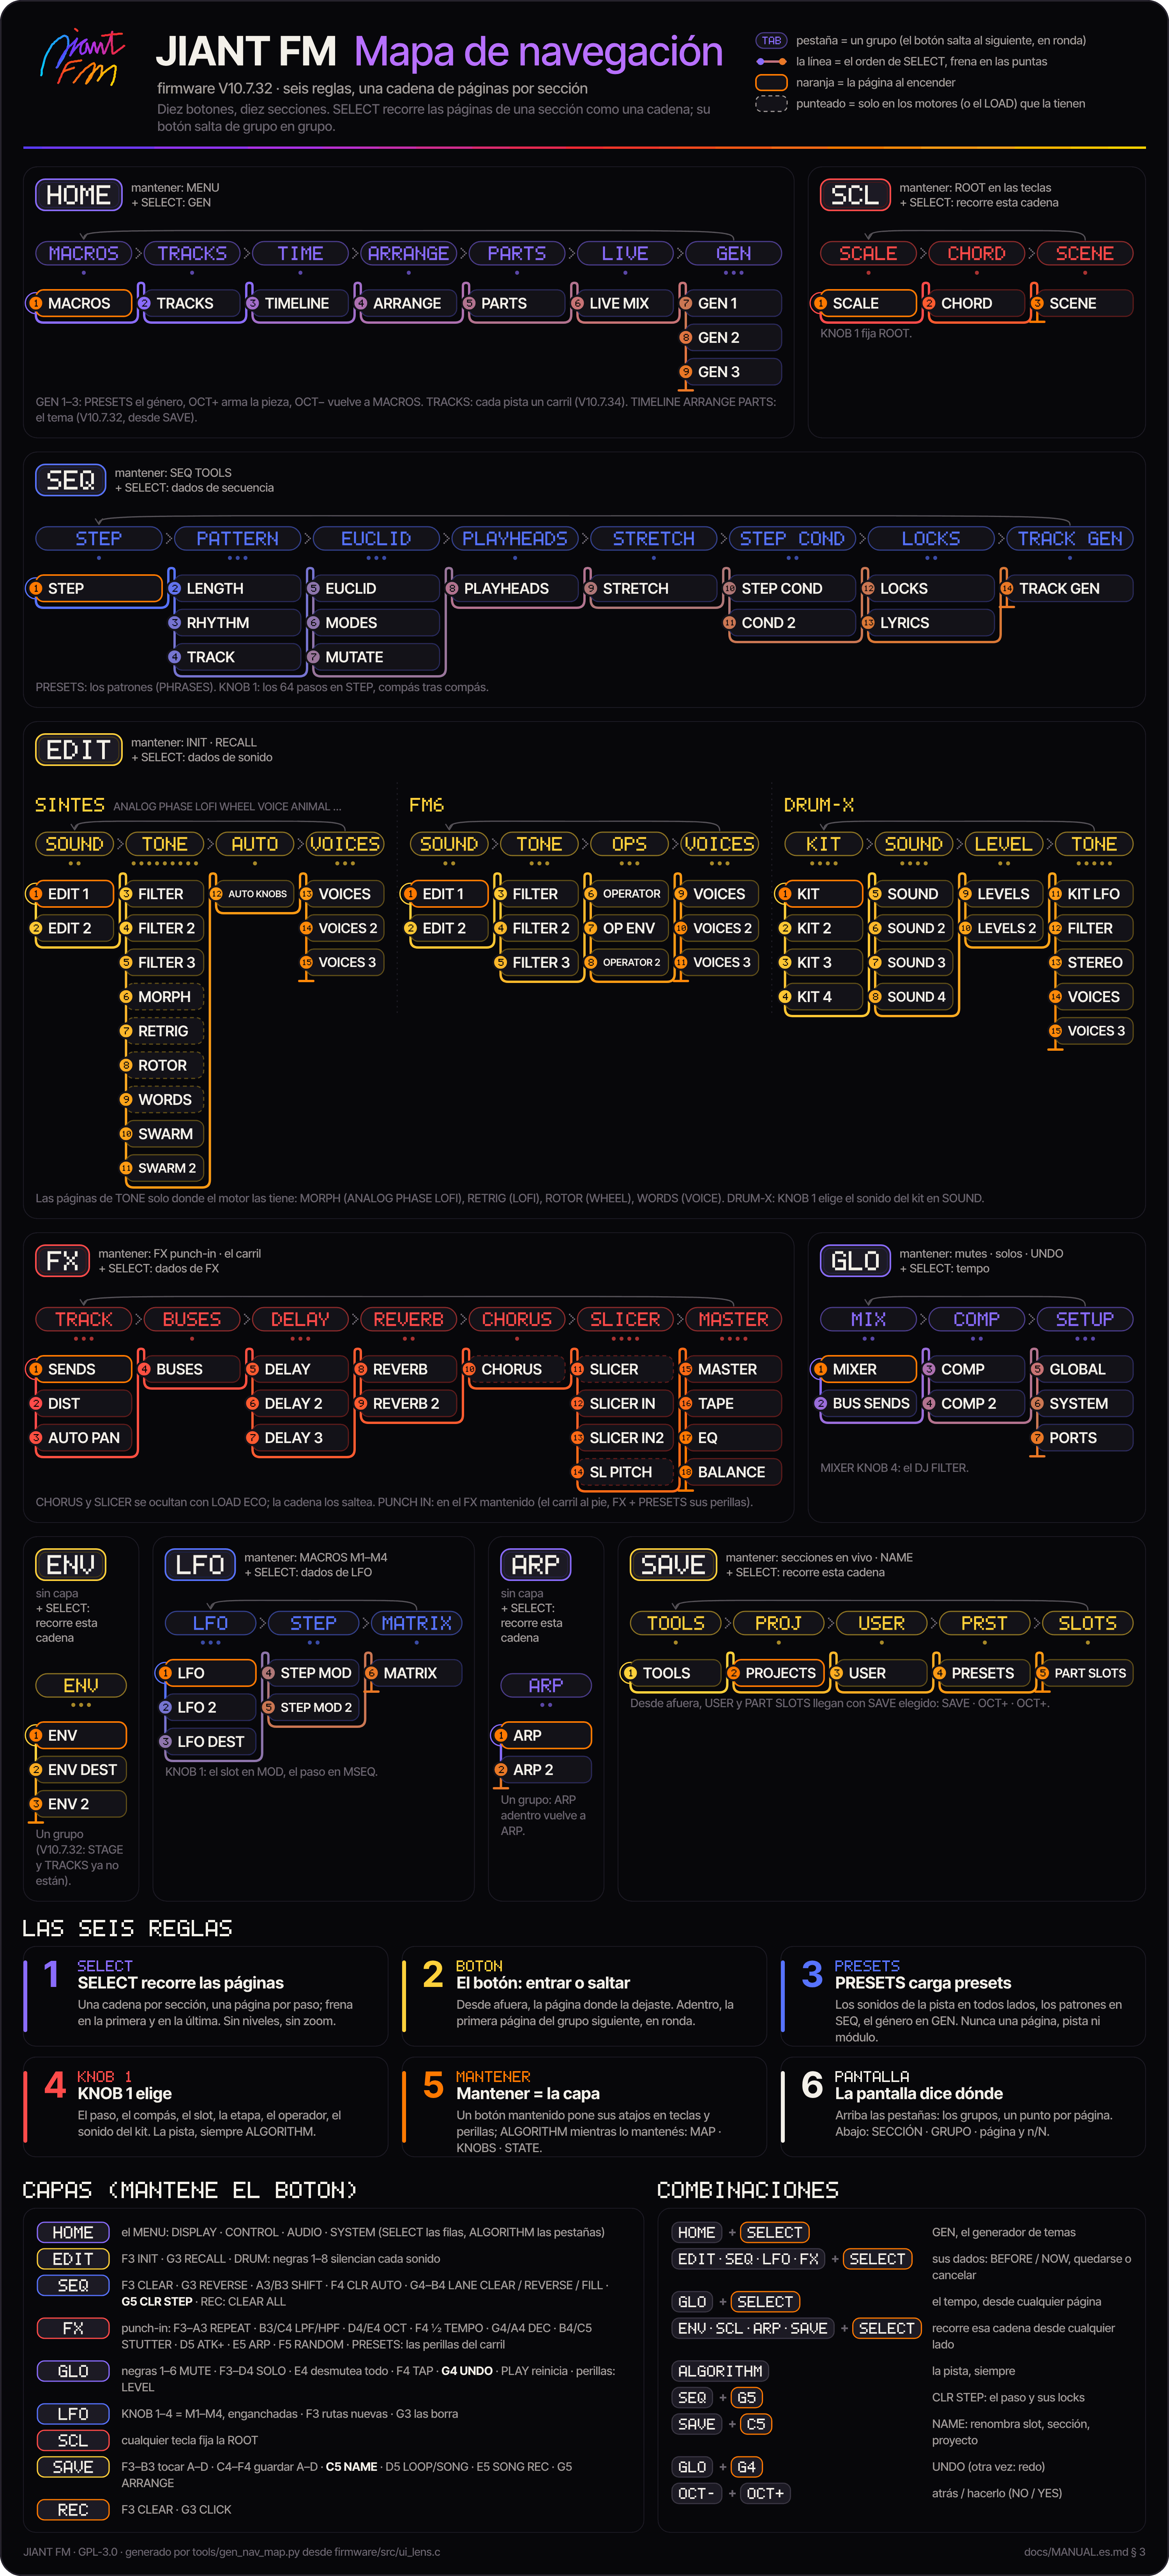 jiant
Fm
JIANT FM Mapa de navegación
firmware V10.7.32 · seis reglas, una cadena de páginas por sección
Diez botones, diez secciones. SELECT recorre las páginas de una sección como una cadena; su
botón salta de grupo en grupo.
TAB pestaña = un grupo (el botón salta al siguiente, en ronda)
la línea = el orden de SELECT, frena en las puntas
naranja = la página al encender
punteado = solo en los motores (o el LOAD) que la tienen
HOME
mantener: MENU
+ SELECT: GEN
MACROS > TRACKS > TIME > ARRANGE > PARTS > LIVE > GEN
1 MACROS 2 TRACKS 3 TIMELINE 4 ARRANGE 5 PARTS 6 LIVE MIX 7 GEN 1
8 GEN 2
9 GEN 3
GEN 1–3: PRESETS el género, OCT+ arma la pieza, OCT− vuelve a MACROS. TRACKS: cada pista un carril (V10.7.34). TIMELINE ARRANGE PARTS:
el tema (V10.7.32, desde SAVE).
SCL
mantener: ROOT en las teclas
+ SELECT: recorre esta cadena
SCALE > CHORD > SCENE
1 SCALE 2 CHORD 3 SCENE
KNOB 1 fija ROOT.
SEQ
mantener: SEQ TOOLS
+ SELECT: dados de secuencia
STEP > PATTERN > EUCLID > PLAYHEADS > STRETCH > STEP COND > LOCKS > TRACK GEN
1 STEP 2 LENGTH 5 EUCLID 8 PLAYHEADS 9 STRETCH 10 STEP COND 12 LOCKS 14 TRACK GEN
3 RHYTHM 6 MODES 11 COND 2 13 LYRICS
4 TRACK 7 MUTATE
PRESETS: los patrones (PHRASES). KNOB 1: los 64 pasos en STEP, compás tras compás.
EDIT
mantener: INIT · RECALL
+ SELECT: dados de sonido
SINTES ANALOG PHASE LOFI WHEEL VOICE ANIMAL ...
SOUND > TONE > AUTO > VOICES
1 EDIT 1 3 FILTER 12 AUTO KNOBS 13 VOICES
2 EDIT 2 4 FILTER 2 14 VOICES 2
5 FILTER 3 15 VOICES 3
6 MORPH
7 RETRIG
8 ROTOR
9 WORDS
10 SWARM
11 SWARM 2
FM6
SOUND > TONE > OPS > VOICES
1 EDIT 1 3 FILTER 6 OPERATOR 9 VOICES
2 EDIT 2 4 FILTER 2 7 OP ENV 10 VOICES 2
5 FILTER 3 8 OPERATOR 2 11 VOICES 3
DRUM-X
KIT > SOUND > LEVEL > TONE
1 KIT 5 SOUND 9 LEVELS 11 KIT LFO
2 KIT 2 6 SOUND 2 10 LEVELS 2 12 FILTER
3 KIT 3 7 SOUND 3 13 STEREO
4 KIT 4 8 SOUND 4 14 VOICES
15 VOICES 3
Las páginas de TONE solo donde el motor las tiene: MORPH (ANALOG PHASE LOFI), RETRIG (LOFI), ROTOR (WHEEL), WORDS (VOICE). DRUM-X: KNOB 1 elige el sonido del kit en SOUND.
FX
mantener: FX punch-in · el carril
+ SELECT: dados de FX
TRACK > BUSES > DELAY > REVERB > CHORUS > SLICER > MASTER
1 SENDS 4 BUSES 5 DELAY 8 REVERB 10 CHORUS 11 SLICER 15 MASTER
2 DIST 6 DELAY 2 9 REVERB 2 12 SLICER IN 16 TAPE
3 AUTO PAN 7 DELAY 3 13 SLICER IN2 17 EQ
14 SL PITCH 18 BALANCE
CHORUS y SLICER se ocultan con LOAD ECO; la cadena los saltea. PUNCH IN: en el FX mantenido (el carril al pie, FX + PRESETS sus perillas).
GLO
mantener: mutes · solos · UNDO
+ SELECT: tempo
MIX > COMP > SETUP
1 MIXER 3 COMP 5 GLOBAL
2 BUS SENDS 4 COMP 2 6 SYSTEM
7 PORTS
MIXER KNOB 4: el DJ FILTER.
ENV
sin capa
+ SELECT:
recorre esta
cadena
ENV
1 ENV
2 ENV DEST
3 ENV 2
Un grupo
(V10.7.32: STAGE
y TRACKS ya no
están).
LFO
mantener: MACROS M1–M4
+ SELECT: dados de LFO
LFO > STEP > MATRIX
1 LFO 4 STEP MOD 6 MATRIX
2 LFO 2 5 STEP MOD 2
3 LFO DEST
KNOB 1: el slot en MOD, el paso en MSEQ.
ARP
sin capa
+ SELECT:
recorre esta
cadena
ARP
1 ARP
2 ARP 2
Un grupo: ARP
adentro vuelve a
ARP.
SAVE
mantener: secciones en vivo · NAME
+ SELECT: recorre esta cadena
TOOLS > PROJ > USER > PRST > SLOTS
1 TOOLS 2 PROJECTS 3 USER 4 PRESETS 5 PART SLOTS
Desde afuera, USER y PART SLOTS llegan con SAVE elegido: SAVE · OCT+ · OCT+.
LAS SEIS REGLAS
1 SELECT
SELECT recorre las páginas
Una cadena por sección, una página por paso; frena
en la primera y en la última. Sin niveles, sin zoom.
2 BOTON
El botón: entrar o saltar
Desde afuera, la página donde la dejaste. Adentro, la
primera página del grupo siguiente, en ronda.
3 PRESETS
PRESETS carga presets
Los sonidos de la pista en todos lados, los patrones en
SEQ, el género en GEN. Nunca una página, pista ni
módulo.
4 KNOB 1
KNOB 1 elige
El paso, el compás, el slot, la etapa, el operador, el
sonido del kit. La pista, siempre ALGORITHM.
5 MANTENER
Mantener = la capa
Un botón mantenido pone sus atajos en teclas y
perillas; ALGORITHM mientras lo mantenés: MAP ·
KNOBS · STATE.
6 PANTALLA
La pantalla dice dónde
Arriba las pestañas: los grupos, un punto por página.
Abajo: SECCIÓN · GRUPO · página y n/N.
CAPAS (MANTENE EL BOTON)
HOME el MENU: DISPLAY · CONTROL · AUDIO · SYSTEM (SELECT las filas, ALGORITHM las pestañas)
EDIT F3 INIT · G3 RECALL · DRUM: negras 1–8 silencian cada sonido
SEQ F3 CLEAR · G3 REVERSE · A3/B3 SHIFT · F4 CLR AUTO · G4–B4 LANE CLEAR / REVERSE / FILL ·
G5 CLR STEP · REC: CLEAR ALL
FX punch-in: F3–A3 REPEAT · B3/C4 LPF/HPF · D4/E4 OCT · F4 ½ TEMPO · G4/A4 DEC · B4/C5
STUTTER · D5 ATK+ · E5 ARP · F5 RANDOM · PRESETS: las perillas del carril
GLO negras 1–6 MUTE · F3–D4 SOLO · E4 desmutea todo · F4 TAP · G4 UNDO · PLAY reinicia · perillas:
LEVEL
LFO KNOB 1–4 = M1–M4, enganchadas · F3 rutas nuevas · G3 las borra
SCL cualquier tecla fija la ROOT
SAVE F3–B3 tocar A–D · C4–F4 guardar A–D · C5 NAME · D5 LOOP/SONG · E5 SONG REC · G5
ARRANGE
REC F3 CLEAR · G3 CLICK
COMBINACIONES
HOME + SELECT GEN, el generador de temas
EDIT·SEQ·LFO·FX + SELECT sus dados: BEFORE / NOW, quedarse o
cancelar
GLO + SELECT el tempo, desde cualquier página
ENV·SCL·ARP·SAVE + SELECT recorre esa cadena desde cualquier
lado
ALGORITHM la pista, siempre
SEQ + G5 CLR STEP: el paso y sus locks
SAVE + C5 NAME: renombra slot, sección,
proyecto
GLO + G4 UNDO (otra vez: redo)
OCT- + OCT+ atrás / hacerlo (NO / YES)
JIANT FM · GPL-3.0 · generado por tools/gen_nav_map.py desde firmware/src/ui_lens.c
docs/MANUAL.es.md § 3